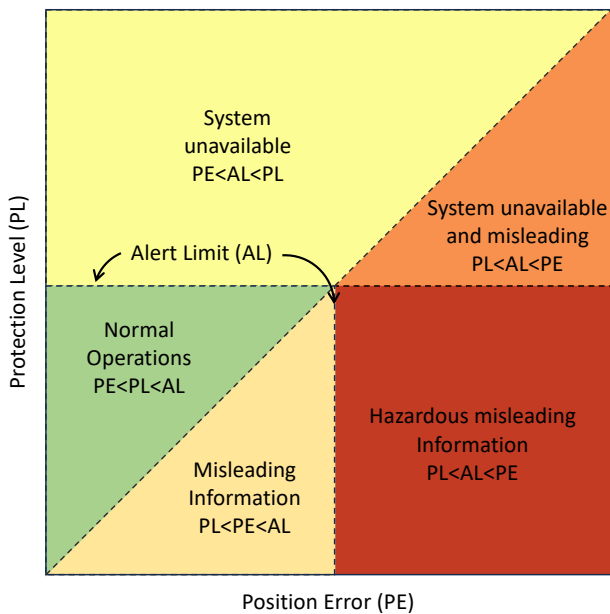 System
unavailable
PE<AL<PL
System unavailable
and misleading
PL<AL<PE
Alert Limit (AL)
Normal
Operations
PE<PL<AL
Hazardous misleading
Information
PL<AL<PE
Misleading
Information
PL<PE<AL
Protection Level (PL)
Position Error (PE)